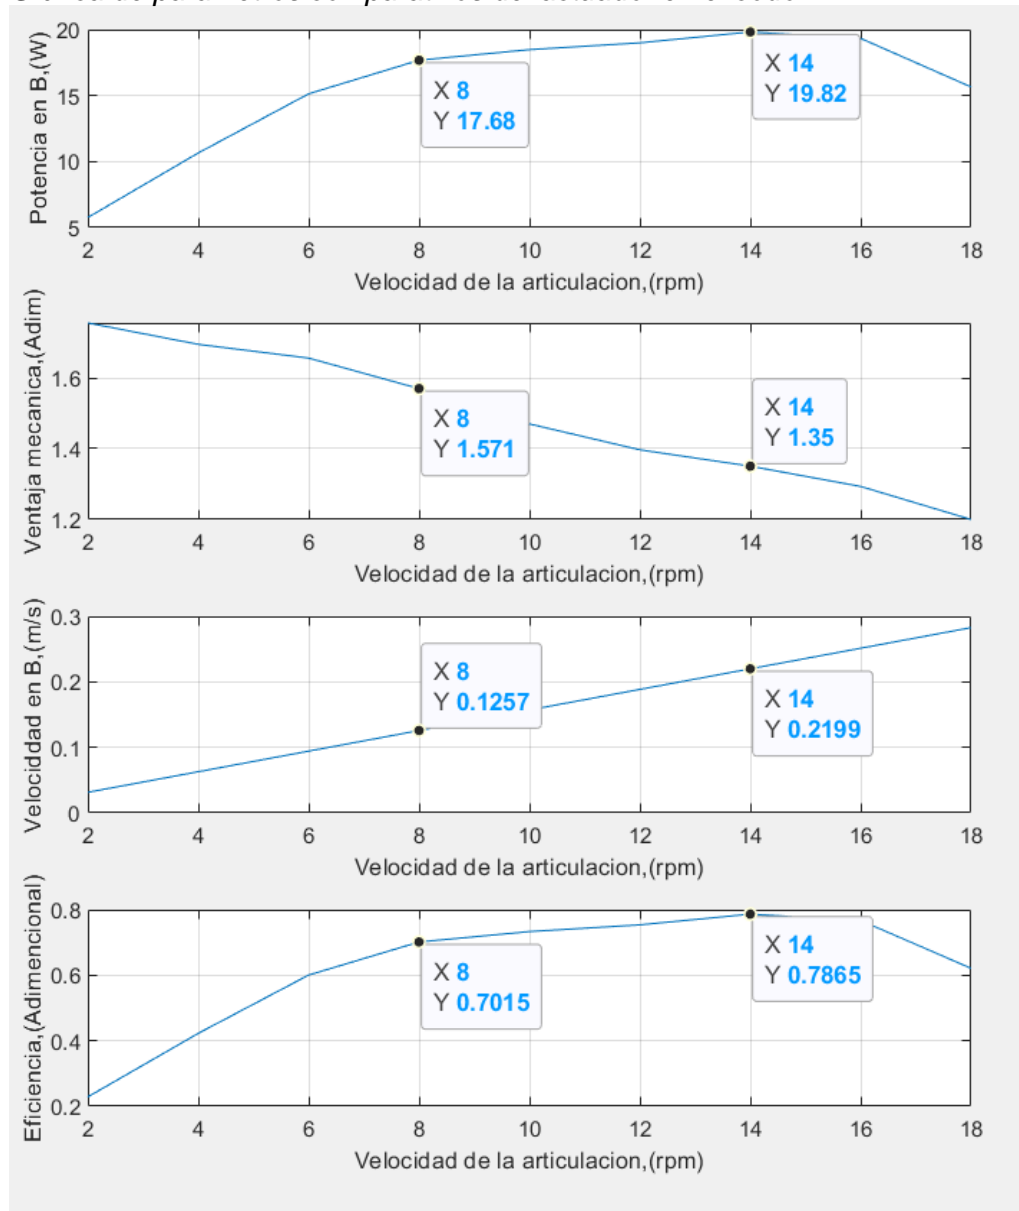 20
15
10
5
Potencia en B,(W)
X 8
Y 17.68
X 14
Y 19.82
2 4 6 8 10 12 14 16 18
Velocidad de la articulacion,(rpm)
1.6
1.4
1.2
Ventaja mecanica,(Adim)
X 8
Y 1.571
X 14
Y 1.35
2 4 6 8 10 12 14 16 18
Velocidad de la articulacion,(rpm)
0.3
0.2
0.1
0
Velociddad en B,(m/s)
X 8
Y 0.1257
X 14
Y 0.2199
2 4 6 8 10 12 14 16 18
Velocidad de la articulacion,(rpm)
0.8
0.6
0.4
0.2
Eficiencia,(Adimencional)
X 8
Y 0.7015
X 14
Y 0.7865
2 4 6 8 10 12 14 16 18
Velocidad de la articulacion,(rpm)